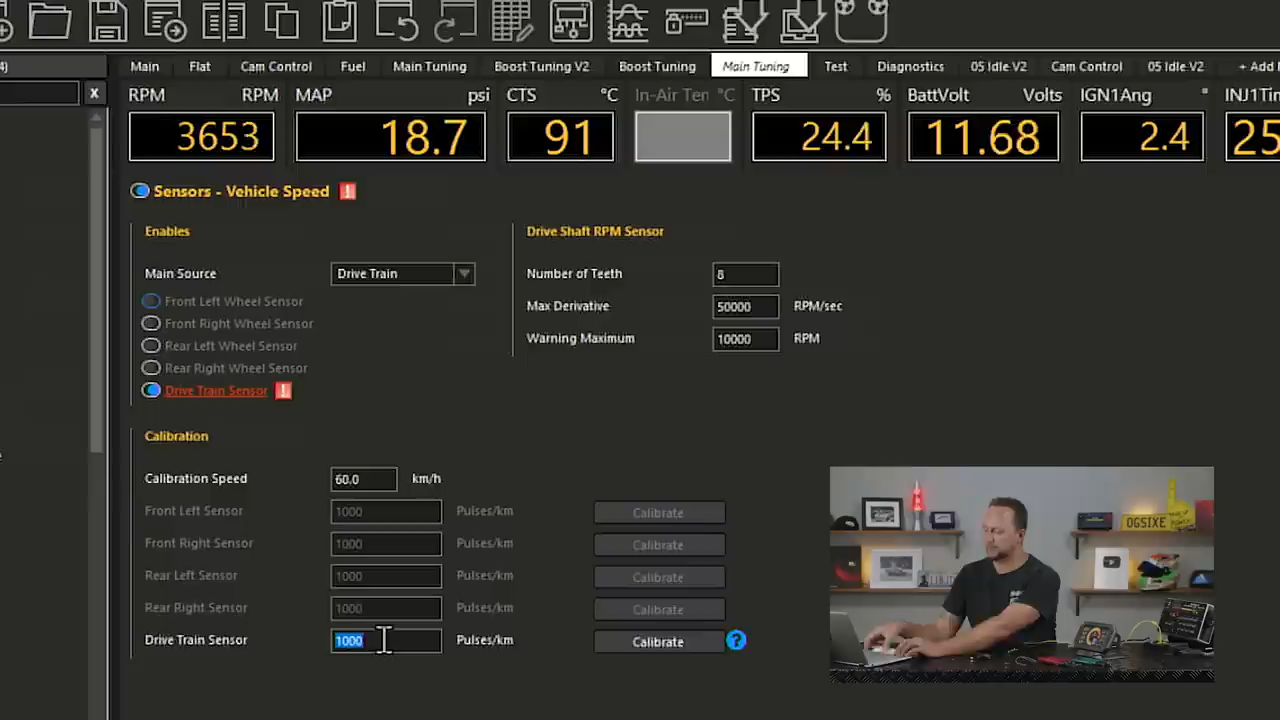 4)
Main Flat Cam Control Fuel Main Tuning Boost Tuning V2 Boost Tuning Main Tuning Test Diagnostics 05 Idle V2 Cam Control 05 Idle V2 + Add
x
RPM RPM MAP psi CTS °C In-Air Ten °C TPS % BattVolt Volts IGN1Ang ° INJ1Tim
3653 18.7 91 24.4 11.68 2.4 25
Sensors - Vehicle Speed !
Enables
Drive Shaft RPM Sensor
Main Source Drive Train
Number of Teeth 8
Front Left Wheel Sensor
Max Derivative 50000 RPM/sec
Front Right Wheel Sensor
Warning Maximum 10000 RPM
Rear Left Wheel Sensor
Rear Right Wheel Sensor
Drive Train Sensor !
Calibration
Calibration Speed 60.0 km/h
Front Left Sensor 1000 Pulses/km Calibrate
Front Right Sensor 1000 Pulses/km Calibrate
Rear Left Sensor 1000 Pulses/km Calibrate
Rear Right Sensor 1000 Pulses/km Calibrate
Drive Train Sensor 1000 Pulses/km Calibrate ?
OGSIXE